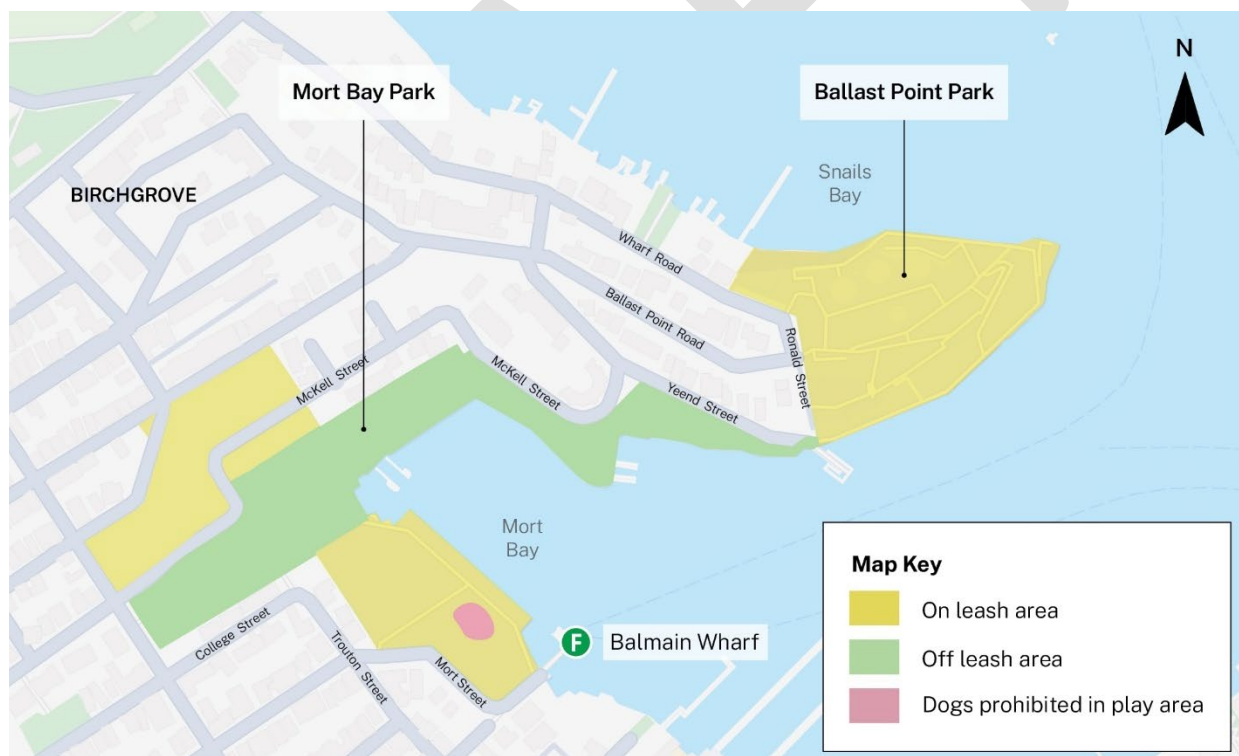 N
Mort Bay Park
Ballast Point Park
Snails
Bay
BIRCHGROVE
Wharf Road
Ballast Point Road
Ronald Street
McKell Street
McKell Street
Yeend Street
Mort
Bay
Map Key
On leash area
Off leash area
Dogs prohibited in play area
College Street
Trouton Street
Mort Street
F
Balmain Wharf